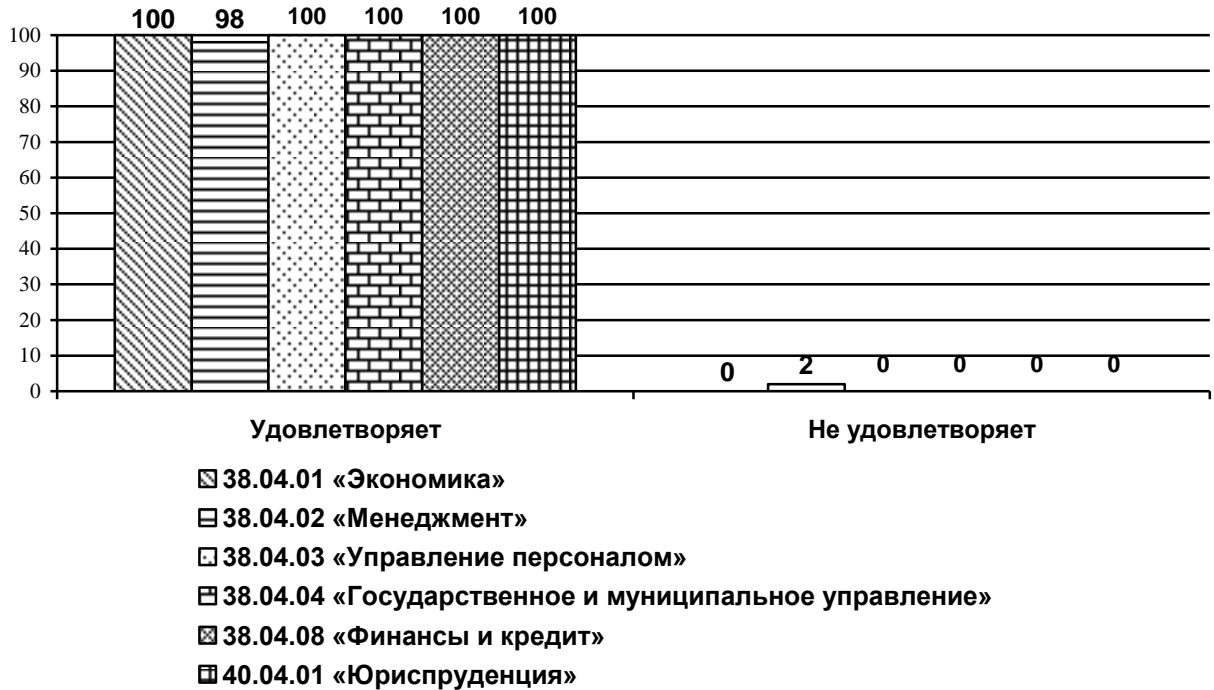 100 98 100 100 100 100
100
90
80
70
60
50
40
30
20
10
0
0 2 0 0 0 0
Удовлетворяет Не удовлетворяет
38.04.01 «Экономика»
38.04.02 «Менеджмент»
38.04.03 «Управление персоналом»
38.04.04 «Государственное и муниципальное управление»
38.04.08 «Финансы и кредит»
40.04.01 «Юриспруденция»